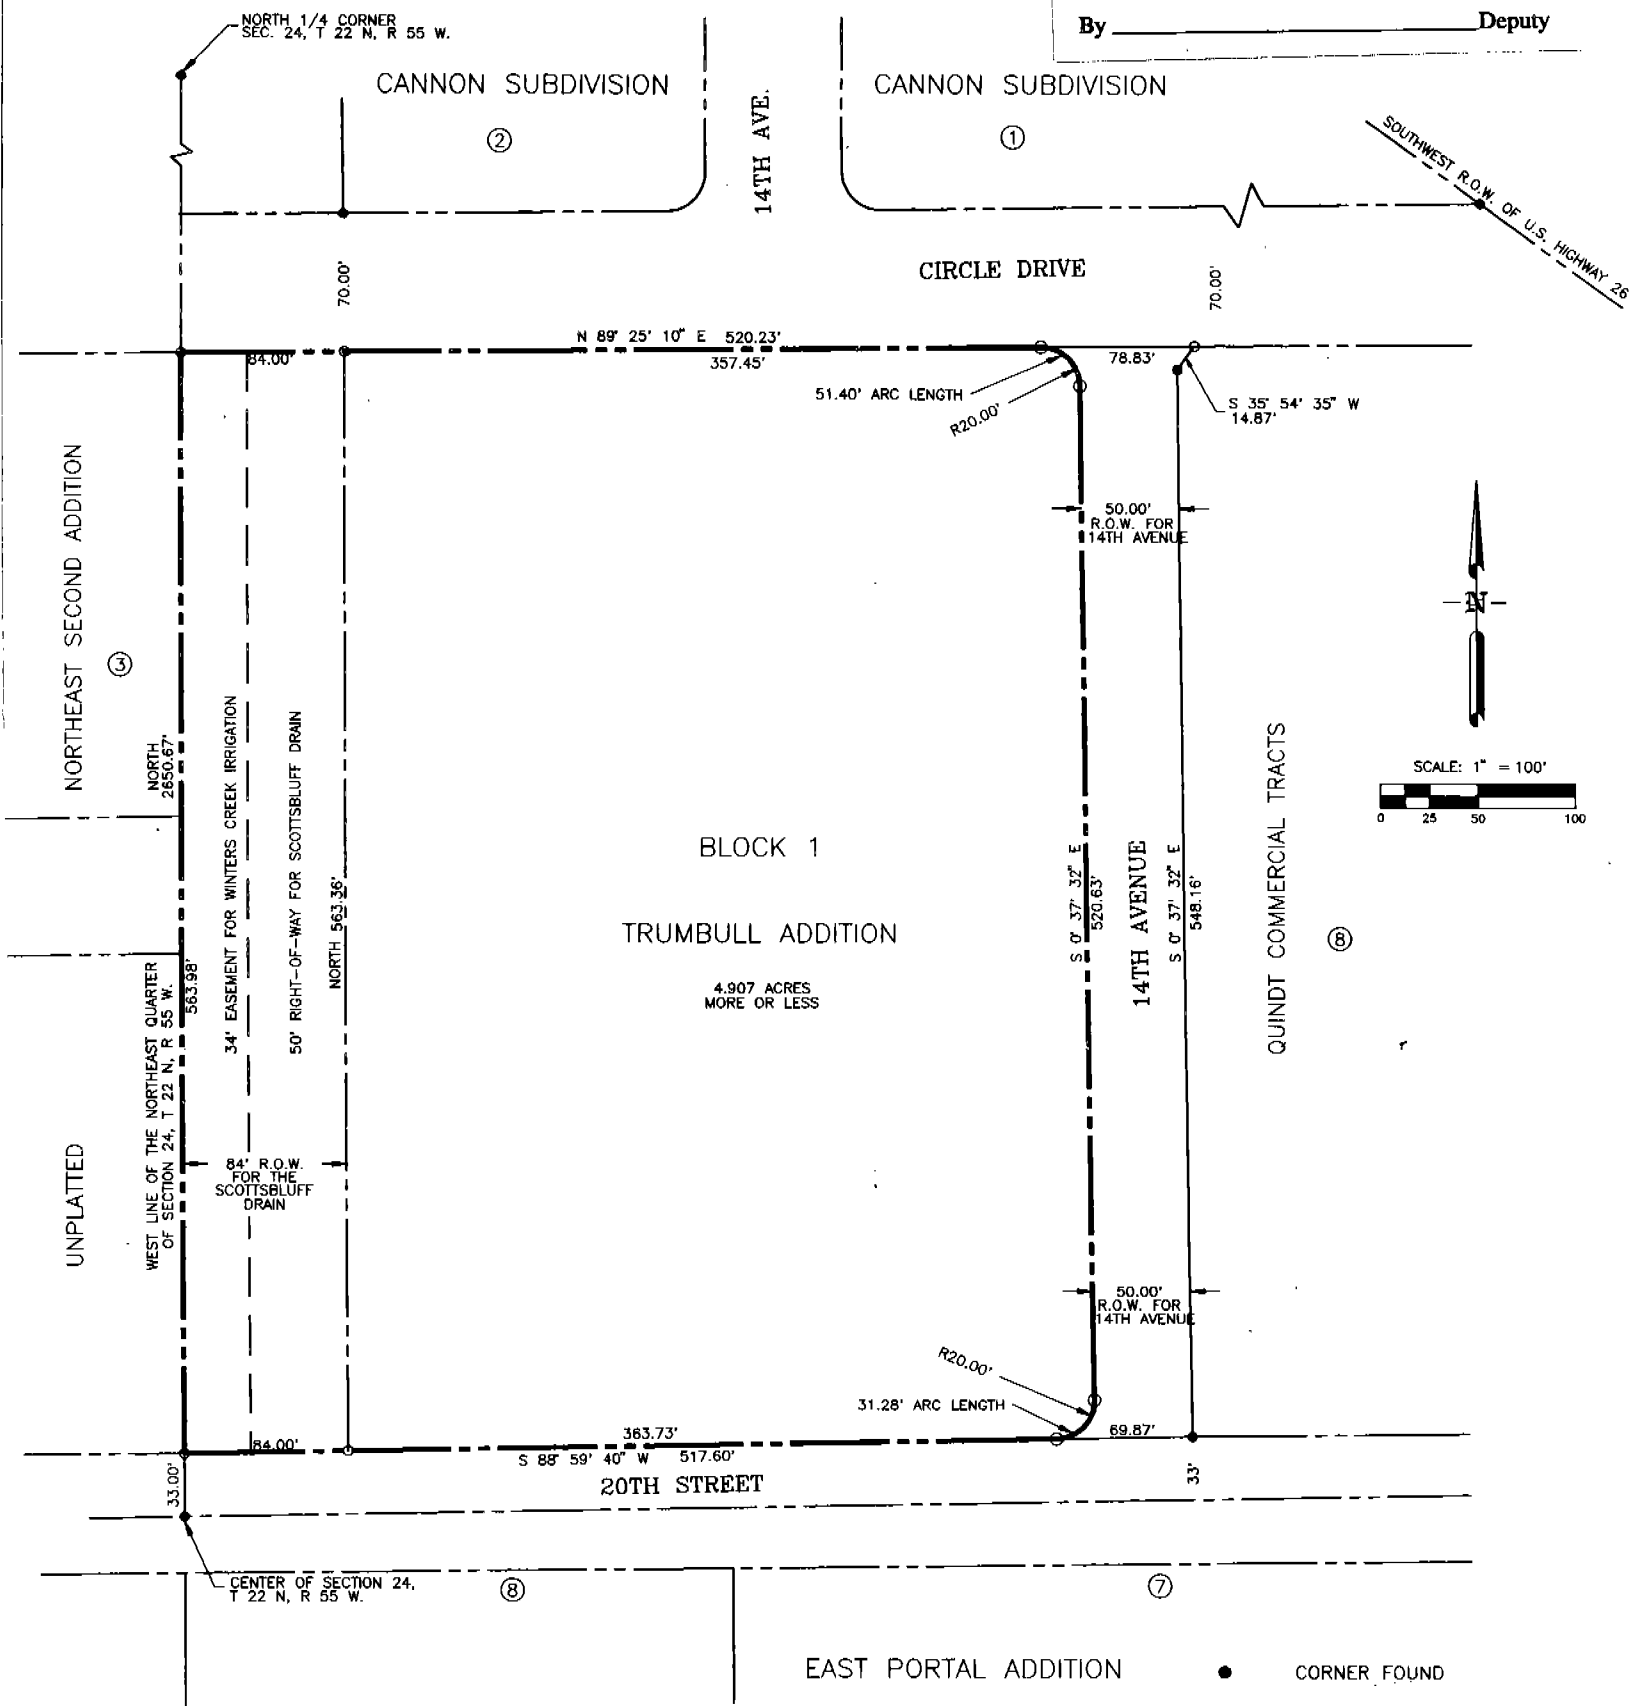 NORTH 1/4 CORNER
SEC. 24, T 22 N, R 55 W.
By ____________ Deputy
CANNON SUBDIVISION
②
14TH AVE.
CANNON SUBDIVISION
①
SOUTHWEST R.O.W. OF U.S. HIGHWAY 26
70.00'
CIRCLE DRIVE
70.00'
N 89° 25' 10" E 520.23'
84.00'
357.45'
78.83'
51.40' ARC LENGTH
R20.00'
S 35° 54' 35" W
14.87'
50.00'
R.O.W. FOR
14TH AVENUE
NORTHEAST SECOND ADDITION
③
NORTH
2650.67'
34' EASEMENT FOR WINTERS CREEK IRRIGATION
50' RIGHT-OF-WAY FOR SCOTTSBLUFF DRAIN
NORTH 563.36'
N
SCALE: 1" = 100'
0 25 50 100
BLOCK 1
TRUMBULL ADDITION
4.907 ACRES
MORE OR LESS
S 0° 37' 32" E
520.63'
14TH AVENUE
S 0° 37' 32" E
548.16'
QUINDT COMMERCIAL TRACTS
⑧
UNPLATTED
WEST LINE OF THE NORTHEAST QUARTER
OF SECTION 24, T 22 N, R 55 W.
563.98'
84' R.O.W.
FOR THE
SCOTTSBLUFF
DRAIN
50.00'
R.O.W. FOR
14TH AVENUE
R20.00'
31.28' ARC LENGTH
84.00'
363.73'
69.87'
S 88° 59' 40" W 517.60'
33.00'
20TH STREET
33'
CENTER OF SECTION 24,
T 22 N, R 55 W.
⑧
⑦
EAST PORTAL ADDITION
CORNER FOUND